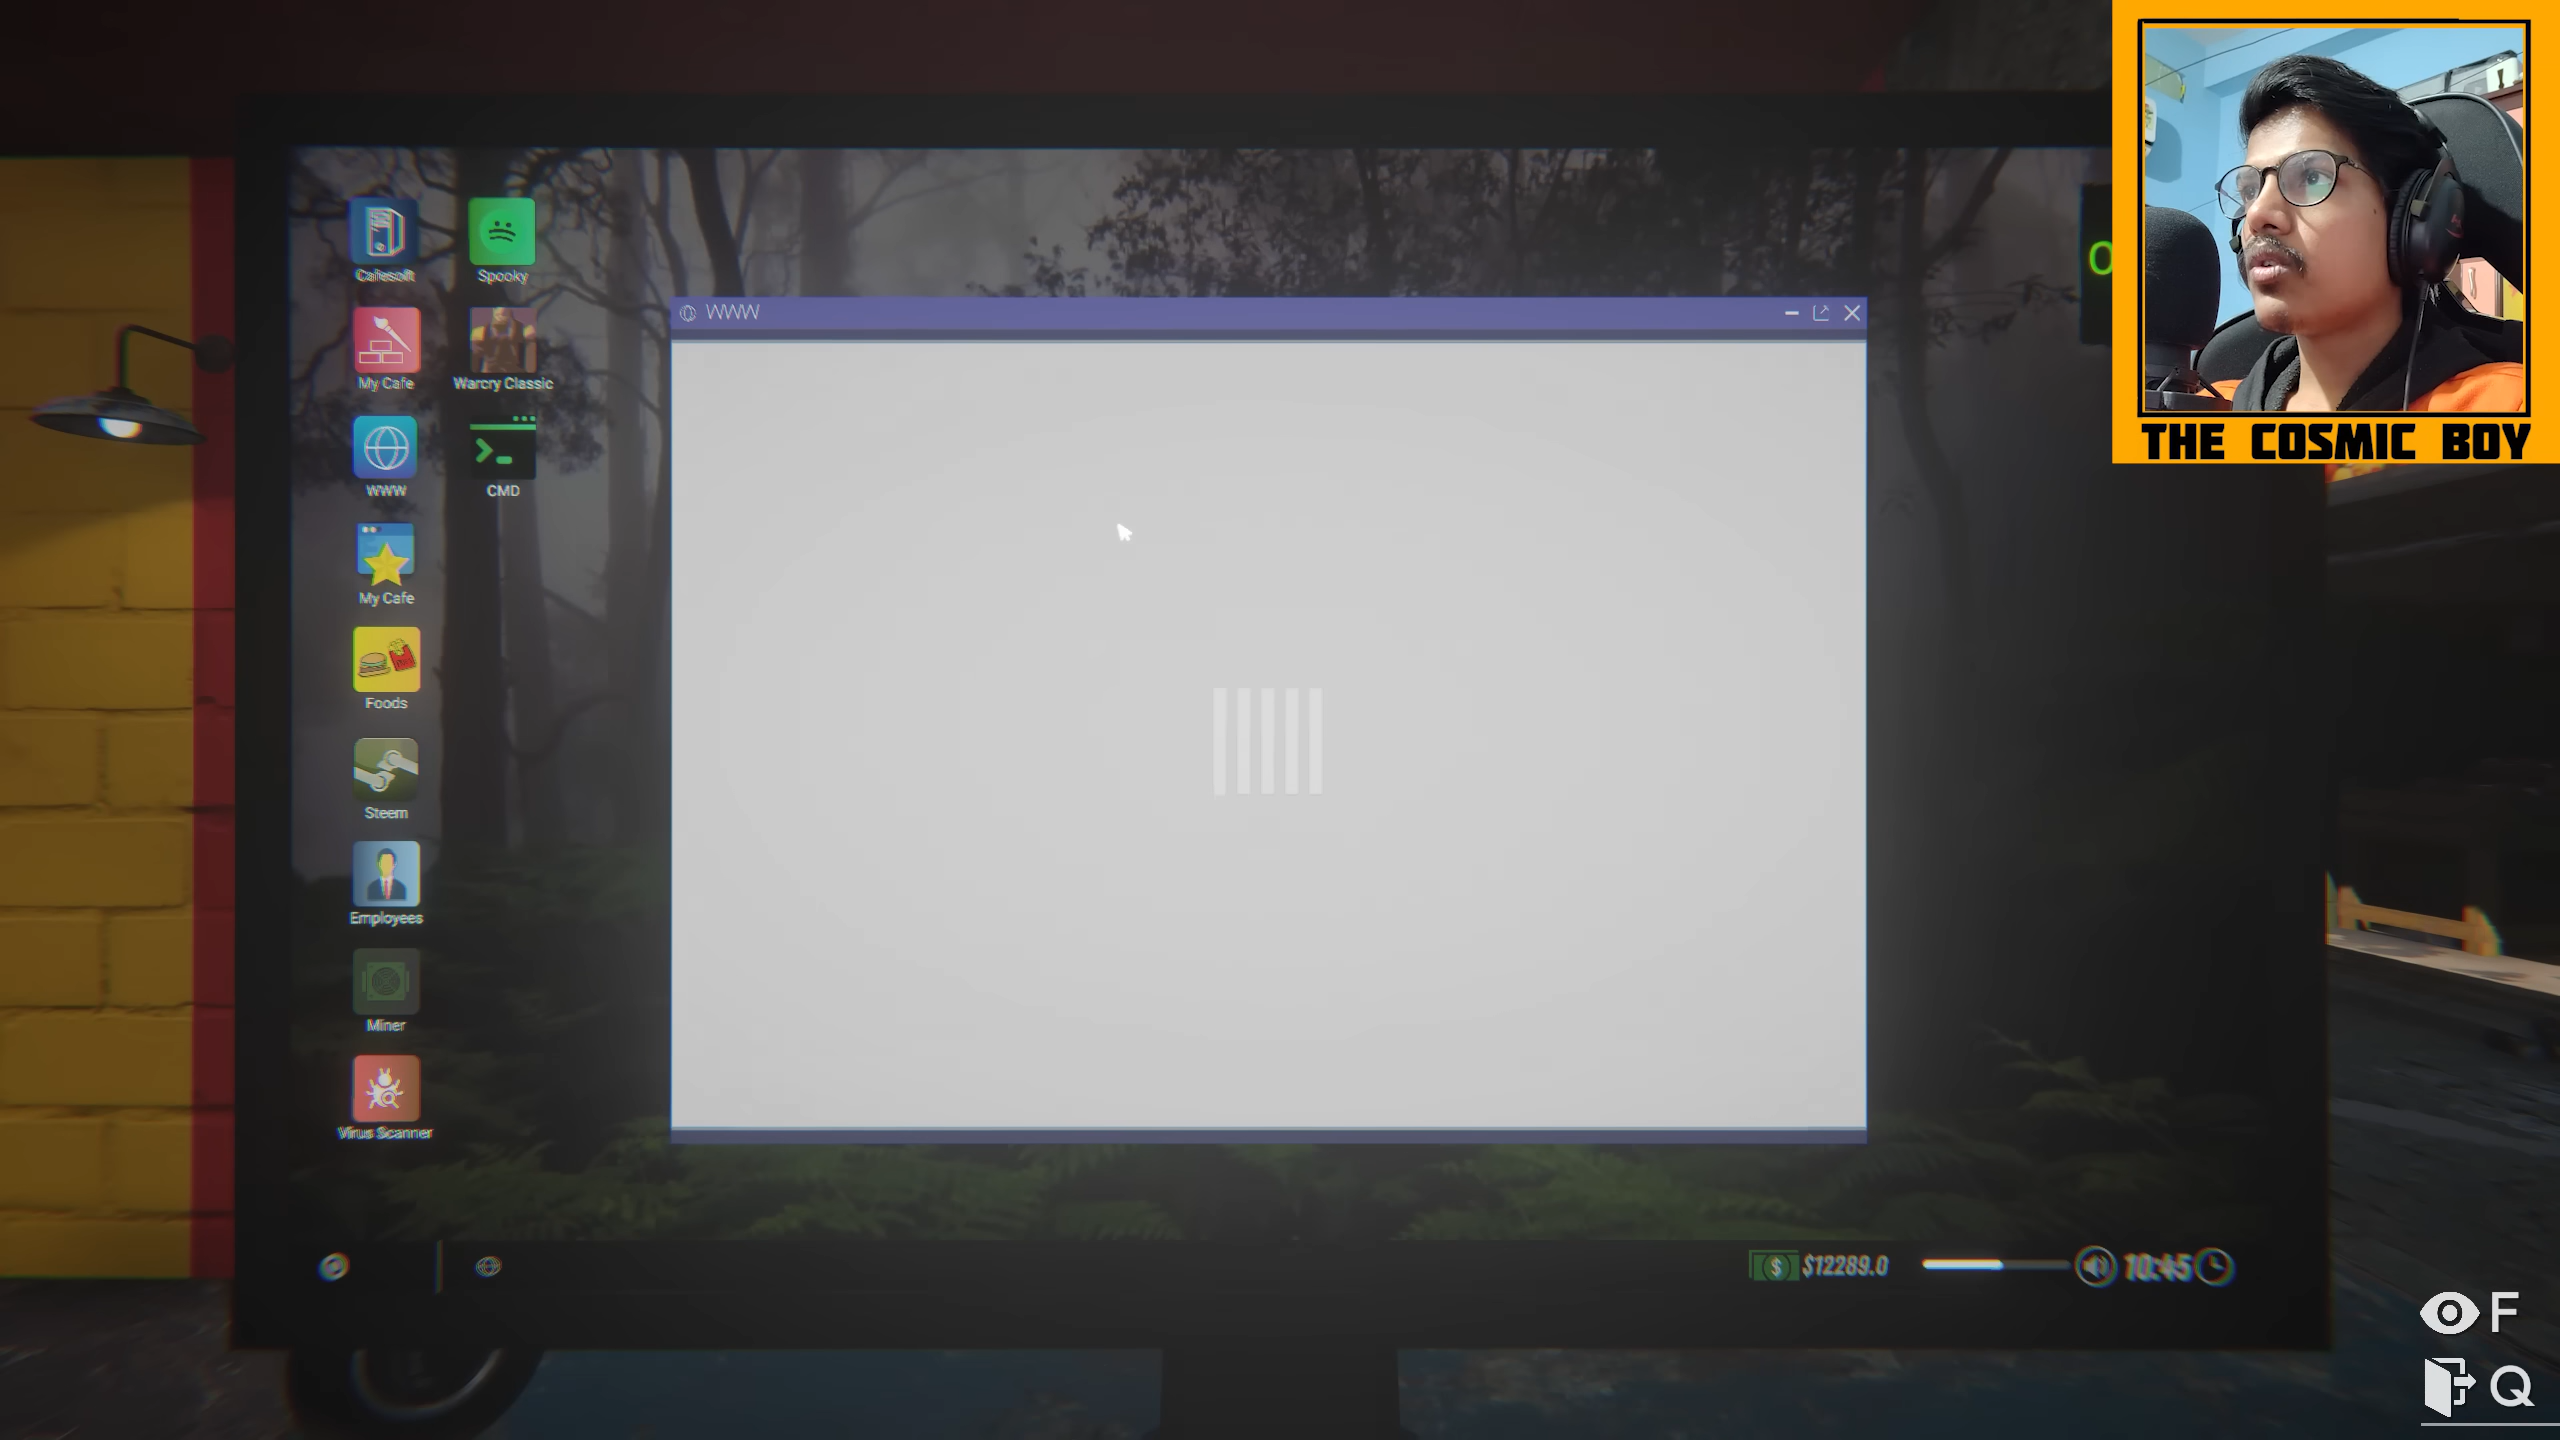 Cafesoft
Spooky
My Cafe
Warcry Classic
WWW
CMD
My Cafe
Foods
Steem
Employees
Miner
Virus Scanner
WWW
$12289.0
10:45
THE COSMIC BOY
F
Q